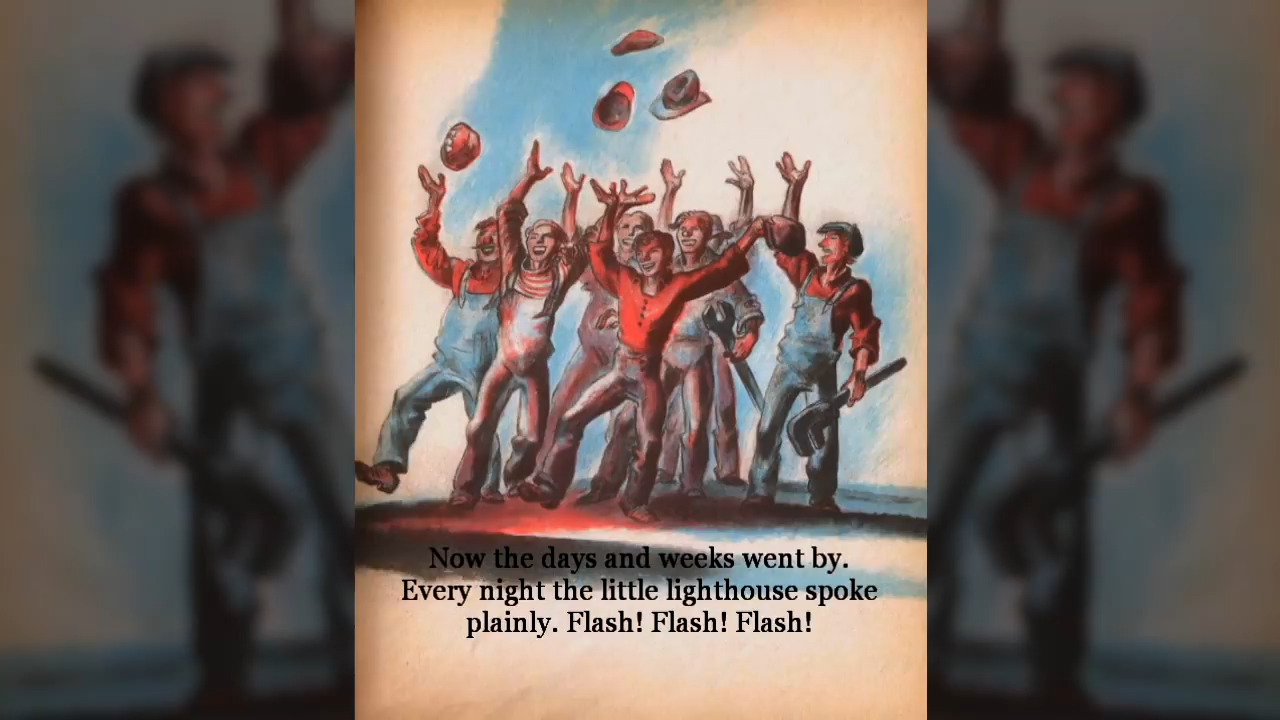 Now the days and weeks went by.
Every night the little lighthouse spoke
plainly. Flash! Flash! Flash!